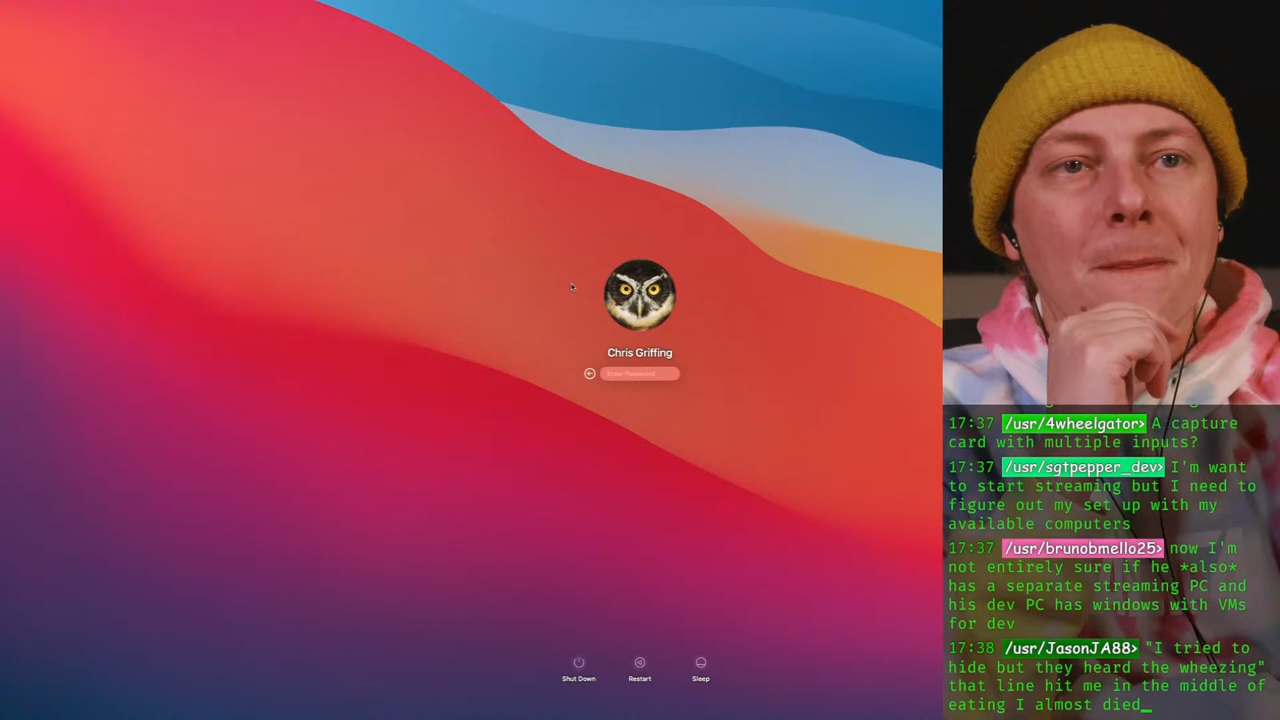 Chris Griffing
Enter Password
Shut Down
Restart
Sleep
17:37 /usr/4wheelgator> A capture
card with multiple inputs?
17:37 /usr/sgtpepper_dev> I'm want
to start streaming but I need to
figure out my set up with my
available computers
17:37 /usr/brunobmello25> now I'm
not entirely sure if he *also*
has a separate streaming PC and
his dev PC has windows with VMs
for dev
17:38 /usr/JasonJA88> "I tried to
hide but they heard the wheezing"
that line hit me in the middle of
eating I almost died_